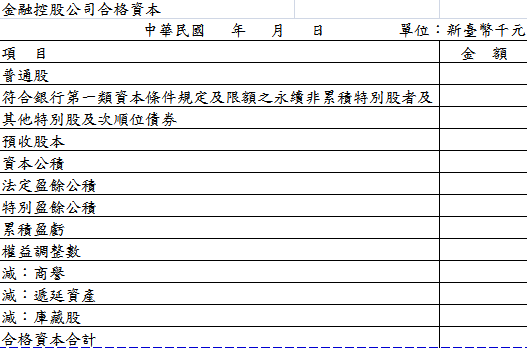 金融控股公司合格資本
中華民國 年 月 日 單位：新臺幣千元
項 目 金 額
普通股
符合銀行第一類資本條件規定及限額之永續非累積特別股者及
其他特別股及次順位債券
預收股本
資本公積
法定盈餘公積
特別盈餘公積
累積盈虧
權益調整數
減：商譽
減：遞延資產
減：庫藏股
合格資本合計